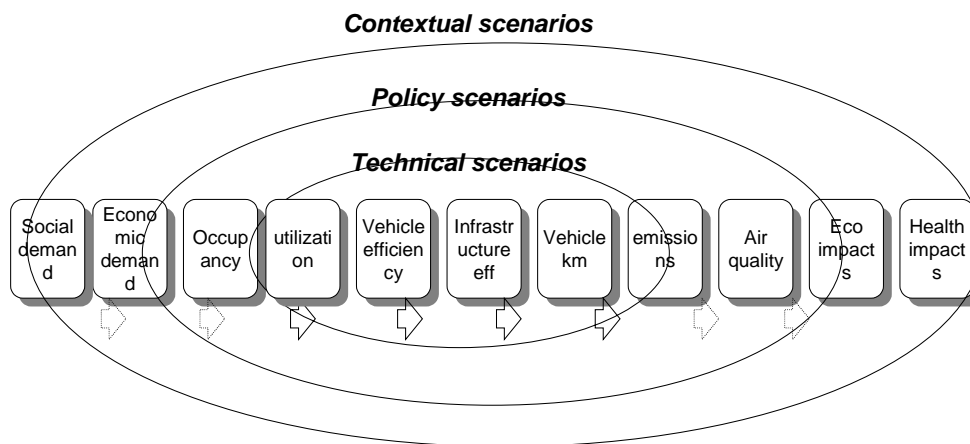 Contextual scenarios
Policy scenarios
Technical scenarios
Social
deman
d
Econo
mic
deman
d
Occup
ancy
utilizati
on
Vehicle
efficien
cy
Infrastr
ucture
eff
Vehicle
km
emissio
ns
Air
quality
Eco
impact
s
Health
impact
s